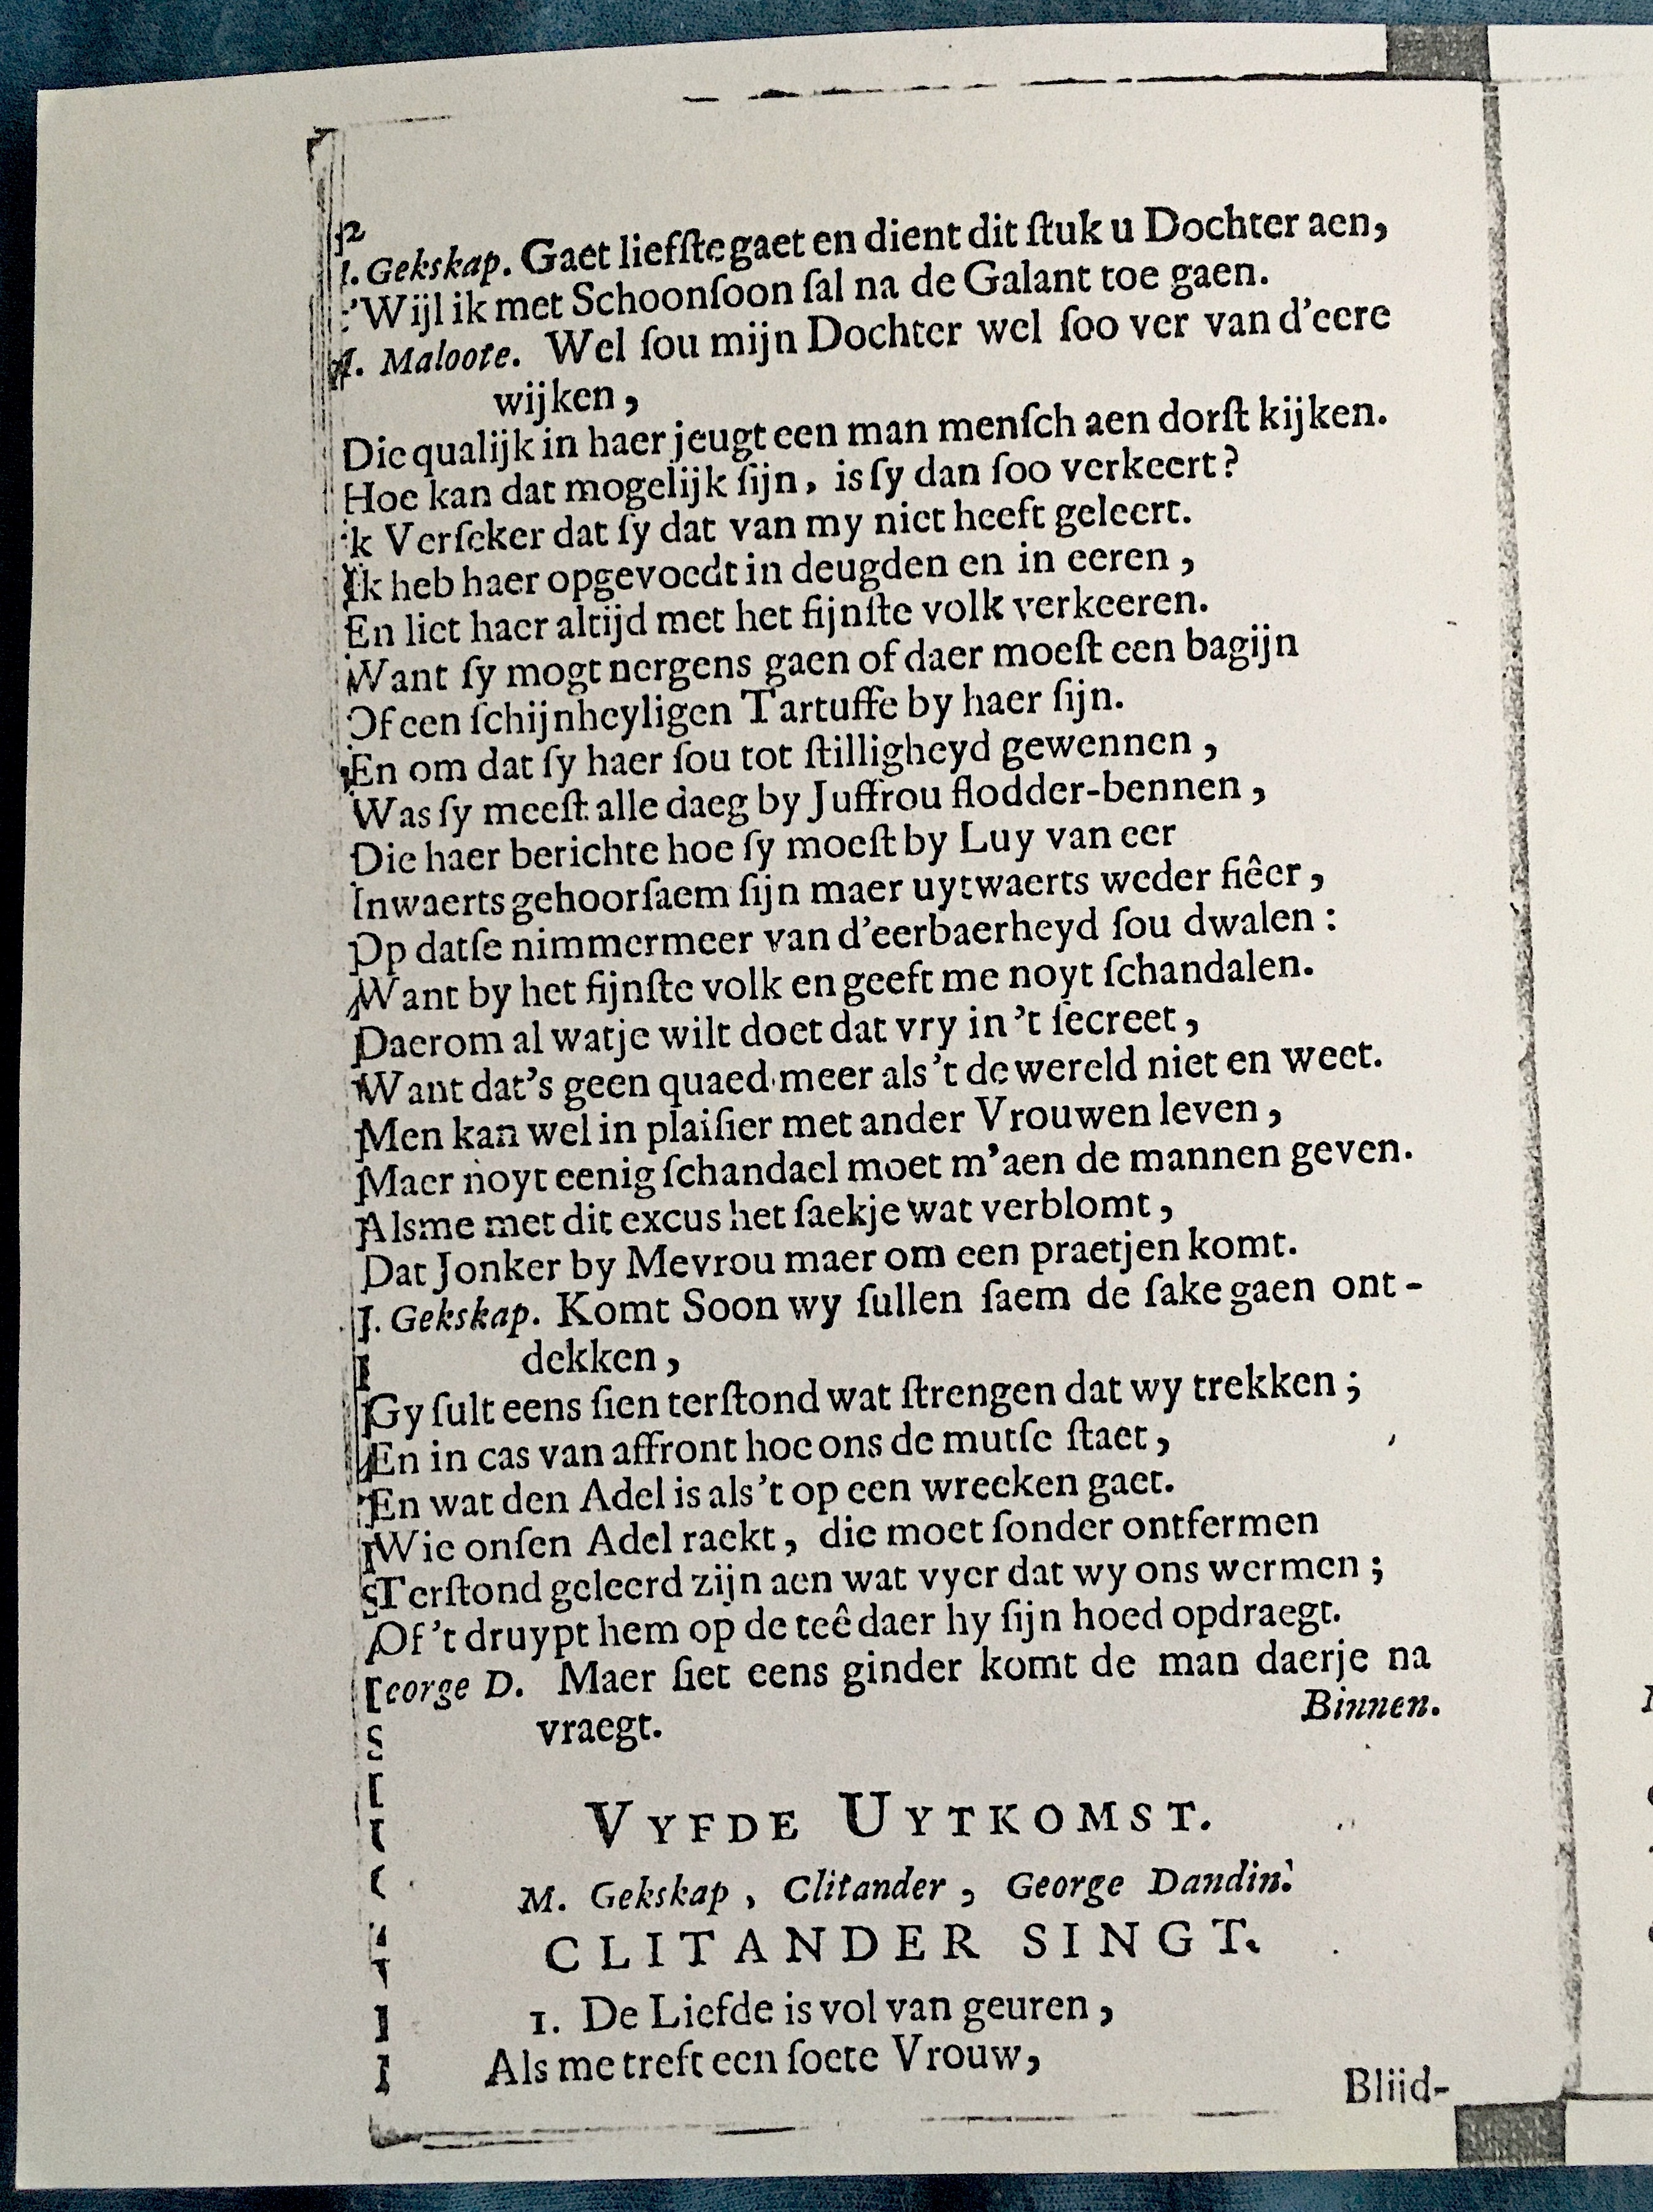 12
I. Gekskap. Gaet liefſte gaet en dient dit ſtuk u Dochter aen,
't Wijl ik met Schoonſoon ſal na de Galant toe gaen.
M. Maloote. Wel ſou mijn Dochter wel ſoo ver van d'eere
wijken,
Die qualijk in haer jeugt een man menſch aen dorſt kijken.
Hoe kan dat mogelijk ſijn, is ſy dan ſoo verkeert?
ik Verſeker dat ſy dat van my niet heeft geleert.
Ik heb haer opgevoedt in deugden en in eeren,
En liet haer altijd met het fijnſte volk verkeeren.
Want ſy mogt nergens gaen of daer moeſt een bagijn
Of een ſchijnheyligen Tartuffe by haer ſijn.
En om dat ſy haer ſou tot ſtilligheyd gewennen,
Was ſy meeſt alle daeg by Juffrou flodder-bennen,
Die haer berichte hoe ſy moeſt by Luy van eer
Inwaerts gehoorſaem ſijn maer uytwaerts weder fiêer,
Op datſe nimmermeer van d'eerbaerheyd ſou dwalen:
Want by het fijnſte volk en geeft me noyt ſchandalen.
Daerom al watje wilt doet dat vry in 't ſecreet,
Want dat's geen quaed meer als 't de wereld niet en weet.
Men kan wel in plaiſier met ander Vrouwen leven,
Maer noyt eenig ſchandael moet m'aen de mannen geven.
Alsme met dit excus het ſaekje wat verblomt,
Dat Jonker by Mevrou maer om een praetjen komt.
I. Gekskap. Komt Soon wy ſullen ſaem de ſake gaen ont-
dekken,
Gy ſult eens ſien terſtond wat ſtrengen dat wy trekken;
En in cas van affront hoe ons de mutſe ſtaet,
En wat den Adel is als 't op een wreeken gaet.
Wie onſen Adel raekt, die moet ſonder ontfermen
Terſtond geleerd zijn aen wat vyer dat wy ons wermen;
Of 't druypt hem op de teê daer hy ſijn hoed opdraegt.
eorge D. Maer ſiet eens ginder komt de man daerje na
vraegt. Binnen.
VYFDE UYTKOMST.
M. Gekskap, Clitander, George Dandin.
CLITANDER SINGT.
1. De Liefde is vol van geuren,
Als me treft een ſoete Vrouw,
Blijd-